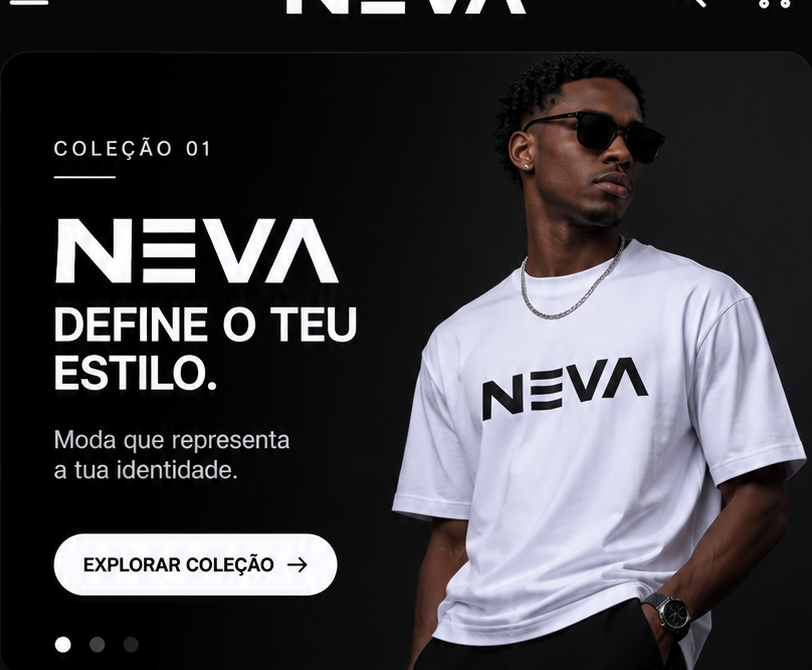 NEVA
COLEÇÃO 01
NEVA
DEFINE O TEU
ESTILO.
Moda que representa
a tua identidade.
EXPLORAR COLEÇÃO →
NEVA